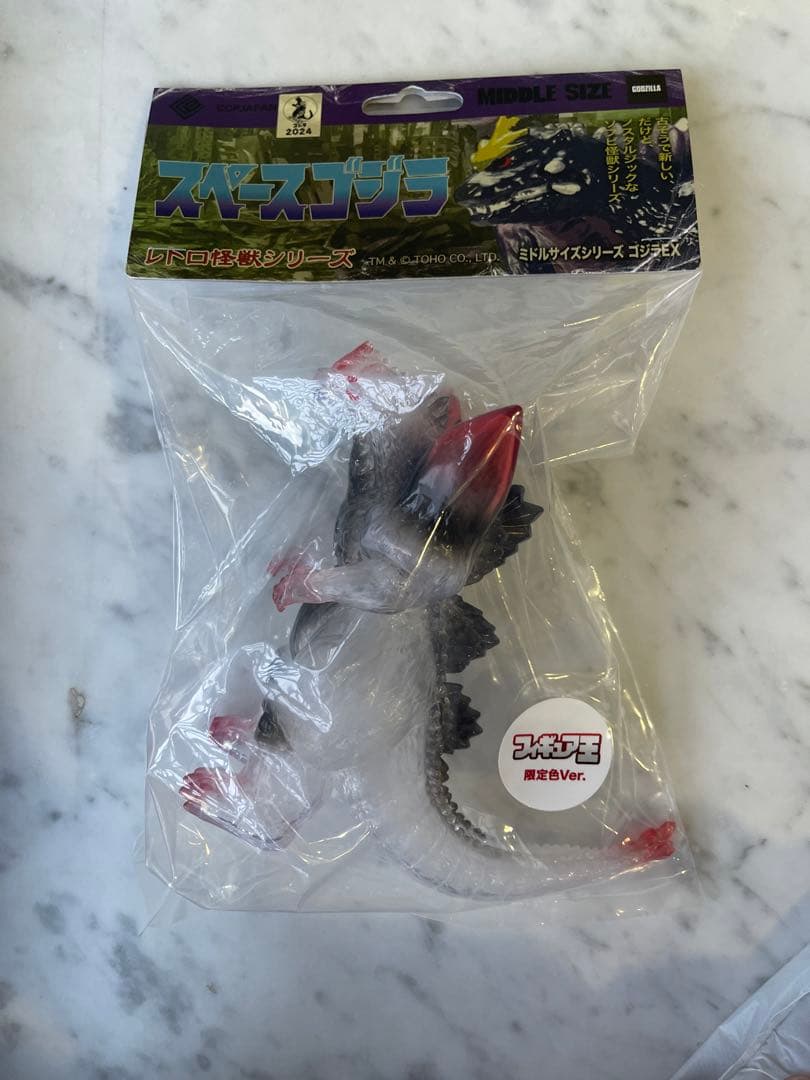 CCPJAPAN
ゴジラ
2024
MIDDLE SIZE
GODZILLA
スペースゴジラ
古そうで新しい、
だけど
ノスタルジックな
ソフビ怪獣シリーズ
レトロ怪獣シリーズ
TM & © TOHO CO., LTD.
ミドルサイズシリーズ ゴジラEX
フィギュア王
限定色Ver.